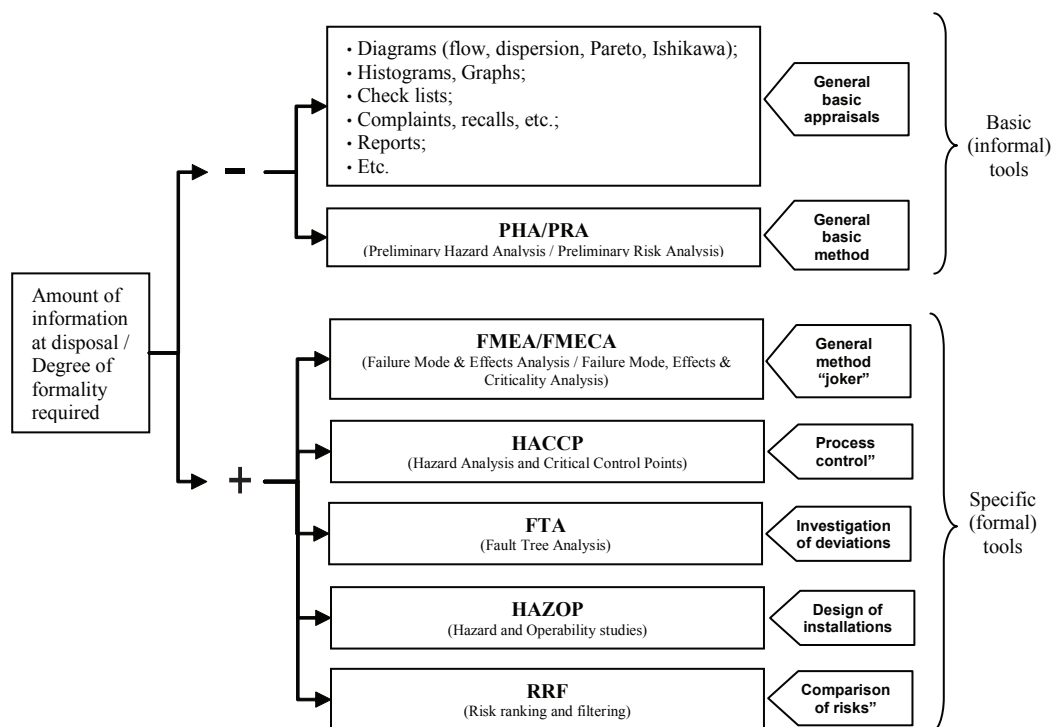 Amount of
information
at disposal /
Degree of
formality
required
-
+
• Diagrams (flow, dispersion, Pareto, Ishikawa);
• Histograms, Graphs;
• Check lists;
• Complaints, recalls, etc.;
• Reports;
• Etc.
General
basic
appraisals
PHA/PRA
(Preliminary Hazard Analysis / Preliminary Risk Analysis)
General
basic
method
Basic
(informal)
tools
FMEA/FMECA
(Failure Mode & Effects Analysis / Failure Mode, Effects &
Criticality Analysis)
General
method
“joker”
HACCP
(Hazard Analysis and Critical Control Points)
Process
control”
FTA
(Fault Tree Analysis)
Investigation
of deviations
HAZOP
(Hazard and Operability studies)
Design of
installations
RRF
(Risk ranking and filtering)
Comparison
of risks”
Specific
(formal)
tools